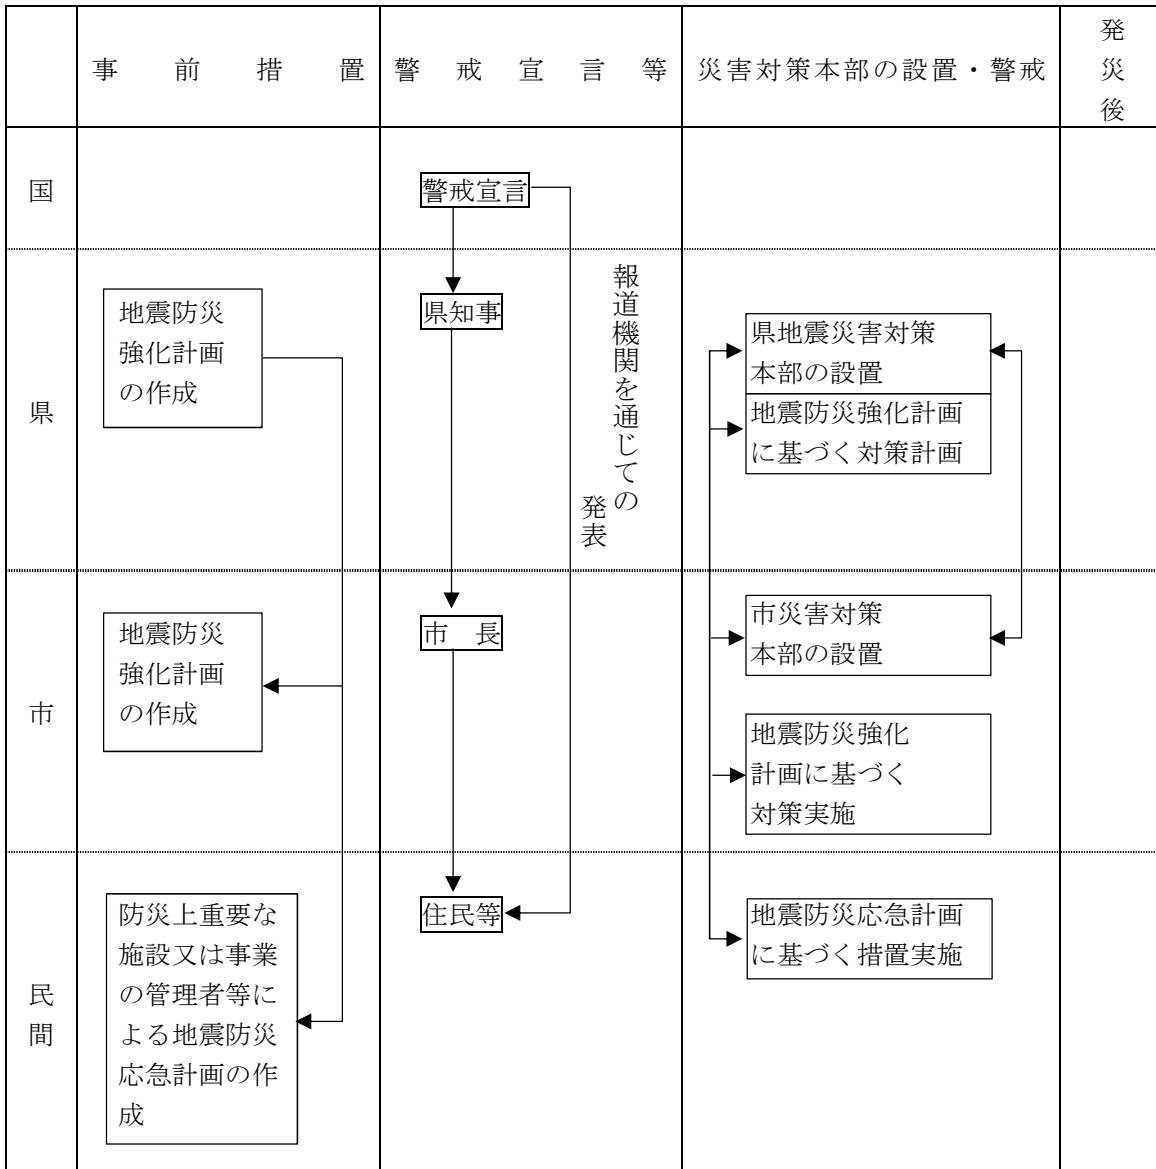 事前措置
警戒宣言等
災害対策本部の設置・警戒
発災後
国
警戒宣言
県
地震防災
強化計画
の作成
県知事
報道機関を通じての
発表
県地震災害対策
本部の設置
地震防災強化計画
に基づく対策計画
市
地震防災
強化計画
の作成
市　長
市災害対策
本部の設置
地震防災強化
計画に基づく
対策実施
民間
防災上重要な
施設又は事業
の管理者等に
よる地震防災
応急計画の作
成
住民等
地震防災応急計画
に基づく措置実施